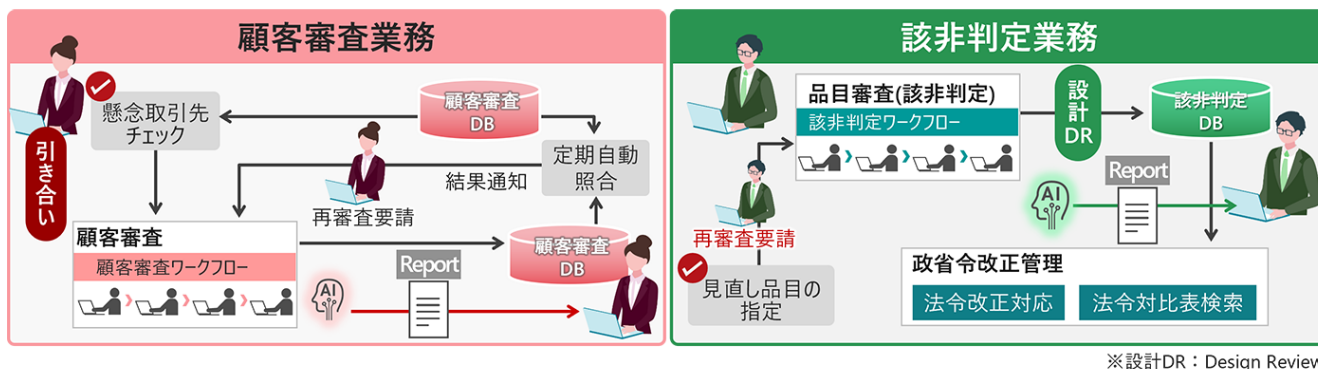 顧客審査業務
引き合い
懸念取引先
チェック
顧客審査
DB
定期自動
照合
結果通知
再審査要請
顧客審査
顧客審査ワークフロー
AI
Report
顧客審査
DB
該非判定業務
品目審査(該非判定)
該非判定ワークフロー
設計DR
該非判定
DB
再審査要請
見直し品目の
指定
AI
Report
政省令改正管理
法令改正対応
法令対比表検索
※設計DR：Design Review